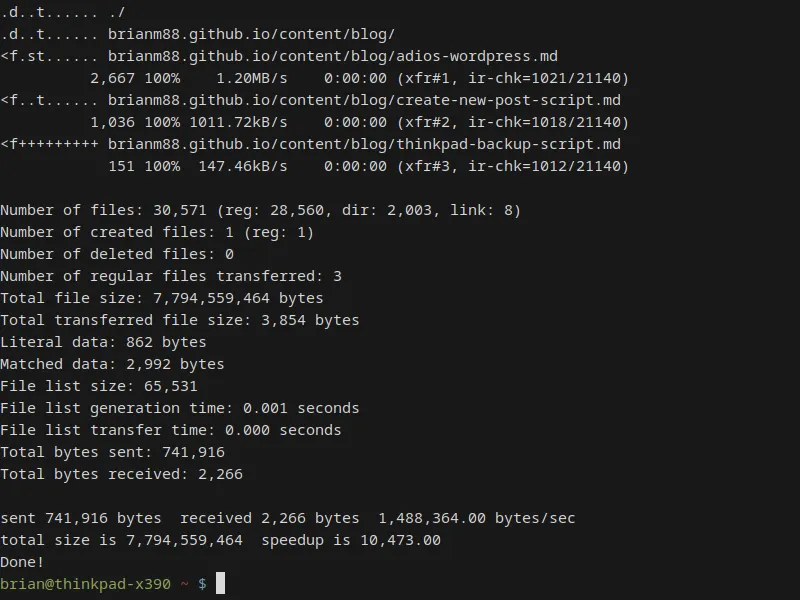 .d..t...... ./
.d..t...... brianm88.github.io/content/blog/
<f.st...... brianm88.github.io/content/blog/adios-wordpress.md
          2,667 100%    1.20MB/s    0:00:00 (xfr#1, ir-chk=1021/21140)
<f..t...... brianm88.github.io/content/blog/create-new-post-script.md
          1,036 100% 1011.72kB/s    0:00:00 (xfr#2, ir-chk=1018/21140)
<f+++++++++ brianm88.github.io/content/blog/thinkpad-backup-script.md
            151 100%  147.46kB/s    0:00:00 (xfr#3, ir-chk=1012/21140)

Number of files: 30,571 (reg: 28,560, dir: 2,003, link: 8)
Number of created files: 1 (reg: 1)
Number of deleted files: 0
Number of regular files transferred: 3
Total file size: 7,794,559,464 bytes
Total transferred file size: 3,854 bytes
Literal data: 862 bytes
Matched data: 2,992 bytes
File list size: 65,531
File list generation time: 0.001 seconds
File list transfer time: 0.000 seconds
Total bytes sent: 741,916
Total bytes received: 2,266

sent 741,916 bytes  received 2,266 bytes  1,488,364.00 bytes/sec
total size is 7,794,559,464  speedup is 10,473.00
Done!
brian@thinkpad-x390 ~ $